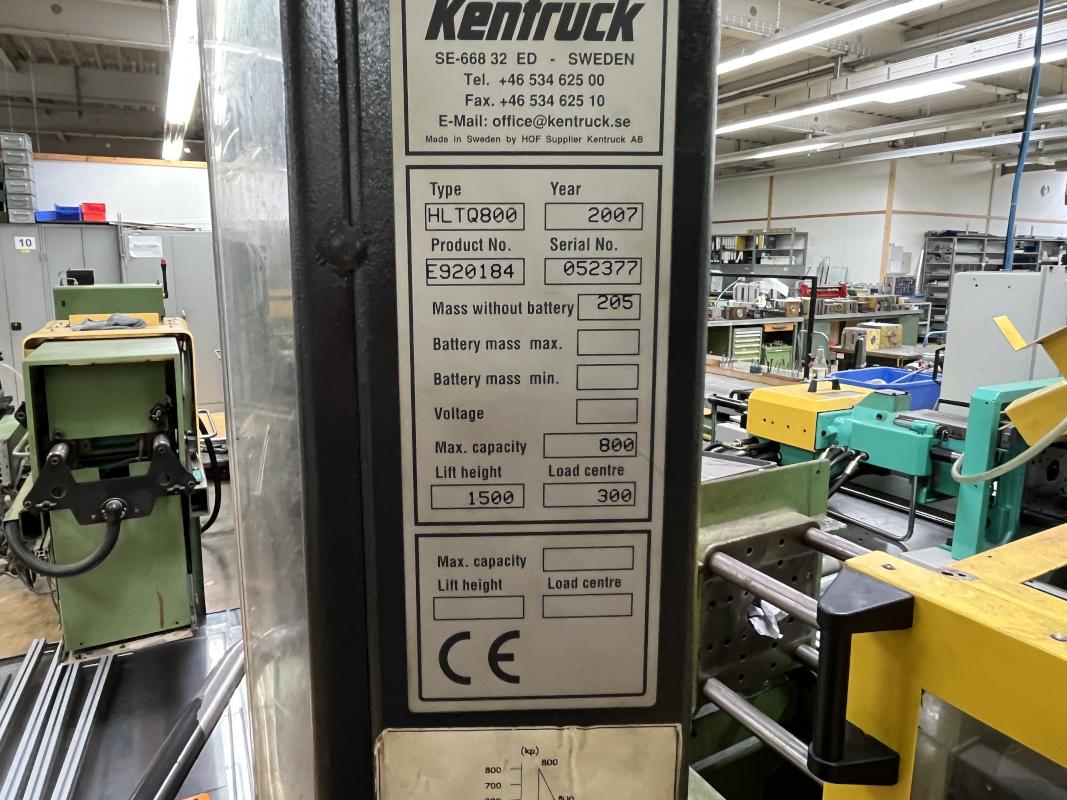 Kentruck
SE-668 32 ED - SWEDEN
Tel. +46 534 625 00
Fax. +46 534 625 10
E-Mail: office@kentruck.se
Made in Sweden by HOF Supplier Kentruck AB
Type Year
HLTQ800 2007
Product No. Serial No.
E920184 052377
Mass without battery 205
Battery mass max.
Battery mass min.
Voltage
Max. capacity 800
Lift height Load centre
1500 300
Max. capacity
Lift height Load centre
CE
(kp)
800 800
700
10